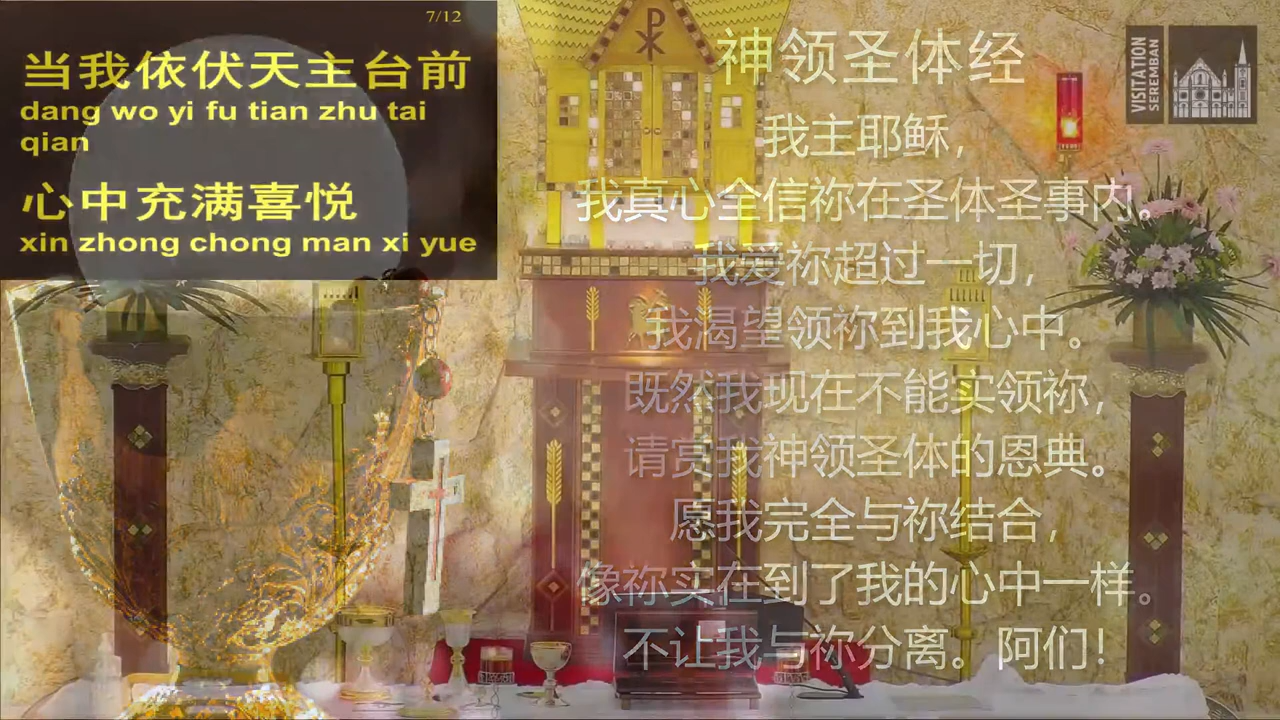 7/12
当我依伏天主台前
dang wo yi fu tian zhu tai
qian
心中充满喜悦
xin zhong chong man xi yue
神领圣体经
我主耶稣，
我真心全信祢在圣体圣事内。
我爱祢超过一切，
我渴望领祢到我心中。
既然我现在不能实领祢，
请赏我神领圣体的恩典。
愿我完全与祢结合，
像祢实在到了我的心中一样。
不让我与祢分离。阿们！
VISITATION
SEREMBAN